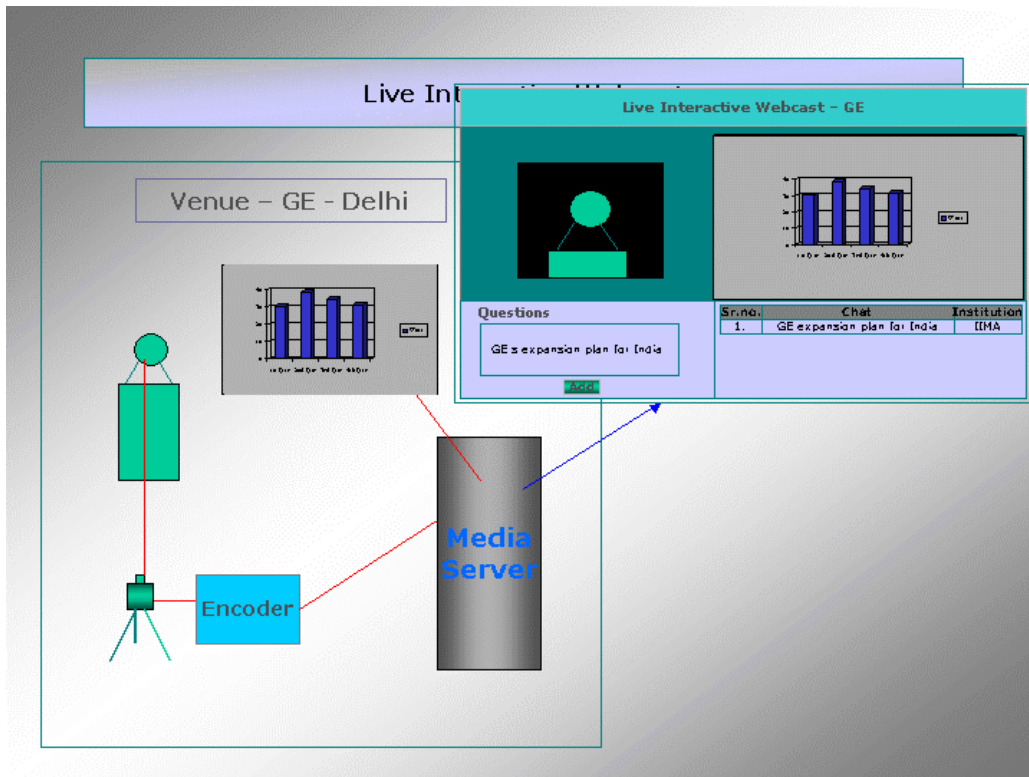 Live Int
Live Interactive Webcast – GE
Venue – GE - Delhi
Questions
GE s expansion plan for India
Add
Sr.no. Chat Institution
1. GE expansion plan for India IIMA
Media
Server
Encoder